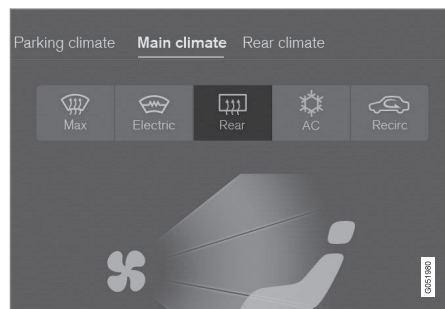 Parking climate Main climate Rear climate
Max Electric Rear AC Recirc
G051980